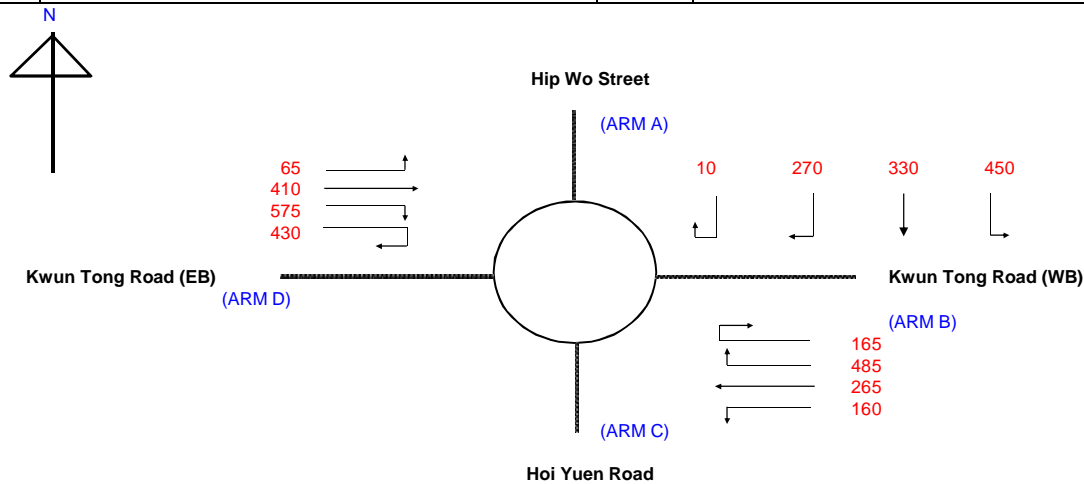 N
Hip Wo Street
(ARM A)
65
410
575
430
10 270 330 450
Kwun Tong Road (EB)
(ARM D)
Kwun Tong Road (WB)
(ARM B)
165
485
265
160
(ARM C)
Hoi Yuen Road